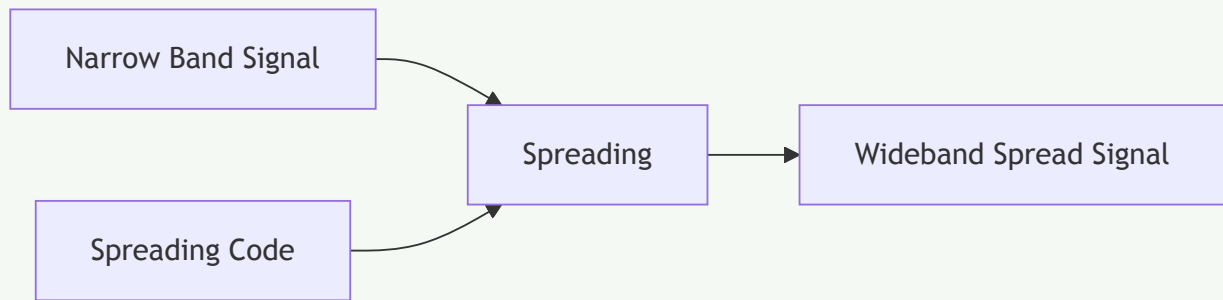 Narrow Band Signal
Spreading
Wideband Spread Signal
Spreading Code